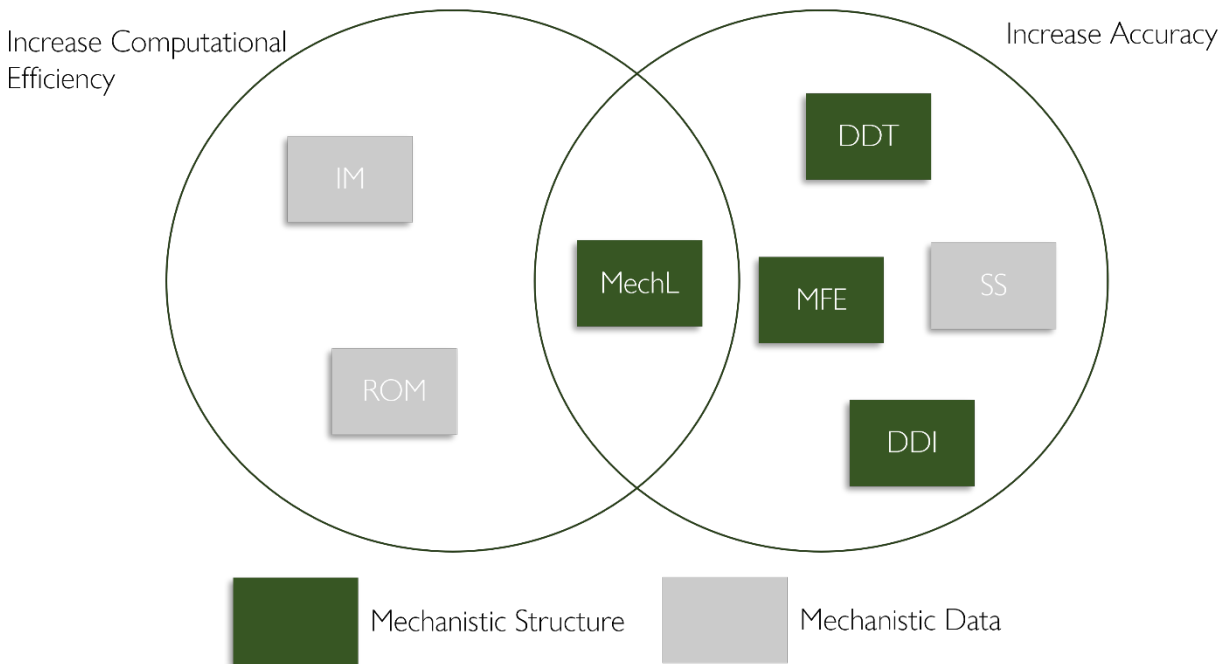 Increase Computational
Efficiency
Increase Accuracy
DDT
IM
MechL
MFE
SS
ROM
DDI
Mechanistic Structure
Mechanistic Data